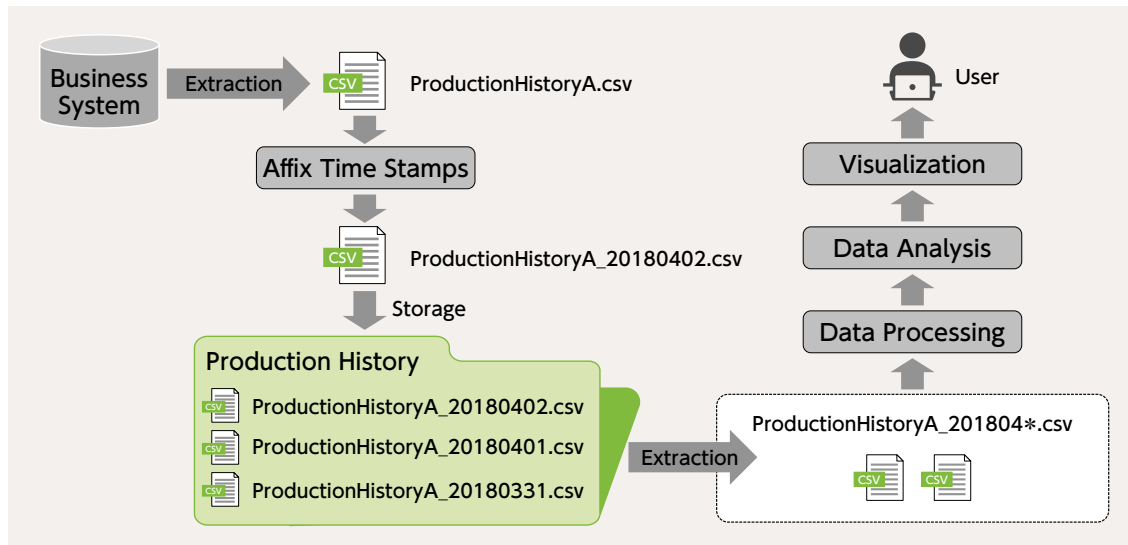 Business
System
Extraction
CSV
ProductionHistoryA.csv
Affix Time Stamps
CSV
ProductionHistoryA_20180402.csv
Storage
Production History
CSV
ProductionHistoryA_20180402.csv
CSV
ProductionHistoryA_20180401.csv
CSV
ProductionHistoryA_20180331.csv
Extraction
ProductionHistoryA_201804*.csv
CSV
CSV
Data Processing
Data Analysis
Visualization
User